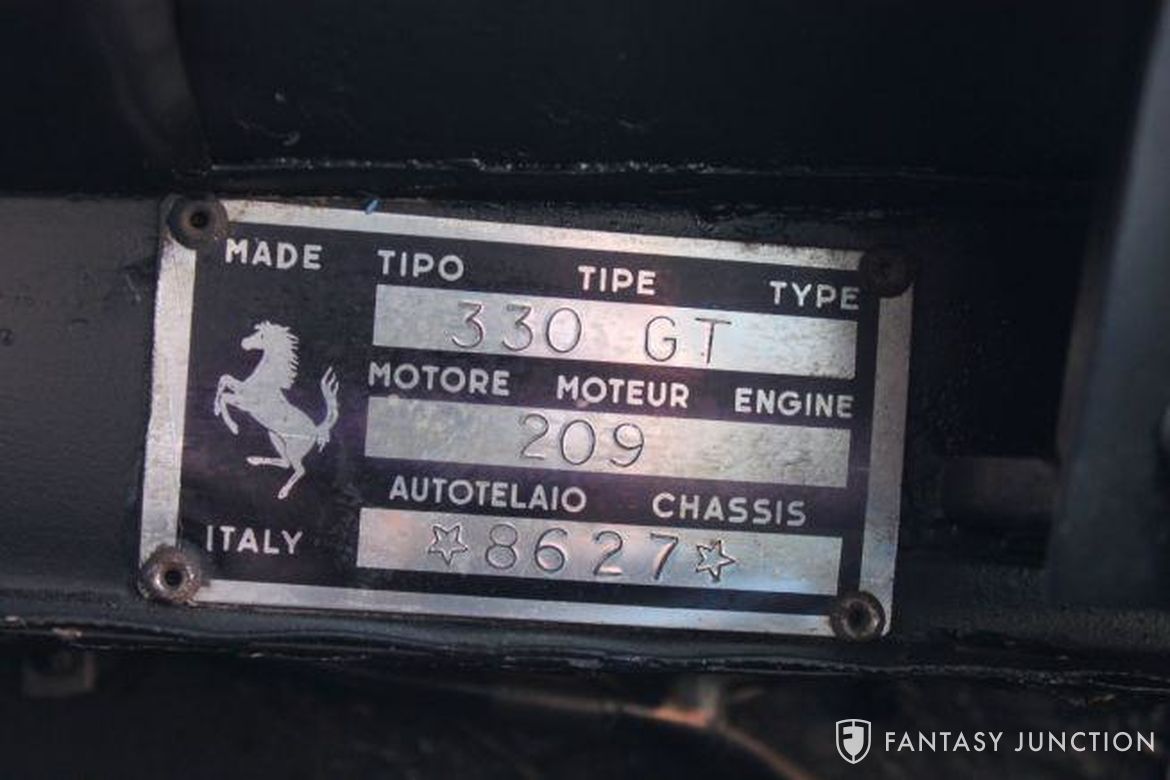 MADE TIPO TIPE TYPE
330 GT
MOTORE MOTEUR ENGINE
209
AUTOTELAIO CHASSIS
ITALY ☆8627☆
FANTASY JUNCTION